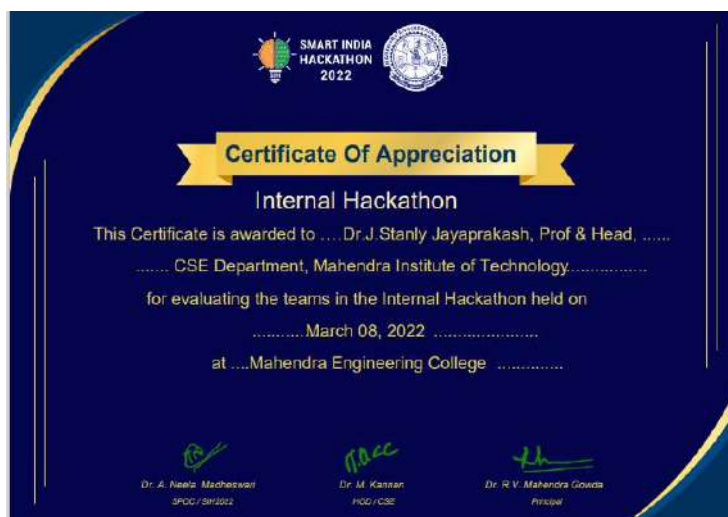 SMART INDIA
HACKATHON
2022
Certificate Of Appreciation
Internal Hackathon
This Certificate is awarded to ....Dr.J.Stanly Jayaprakash, Prof & Head, ......
....... CSE Department, Mahendra Institute of Technology.................
for evaluating the teams in the Internal Hackathon held on
...........March 08, 2022 ......................
at ....Mahendra Engineering College ..............
Dr. A. Neela Madheswari Dr. M. Kannan Dr. R.V. Mahendra Gowda
SPOC / SIH2022 HOD / CSE Principal